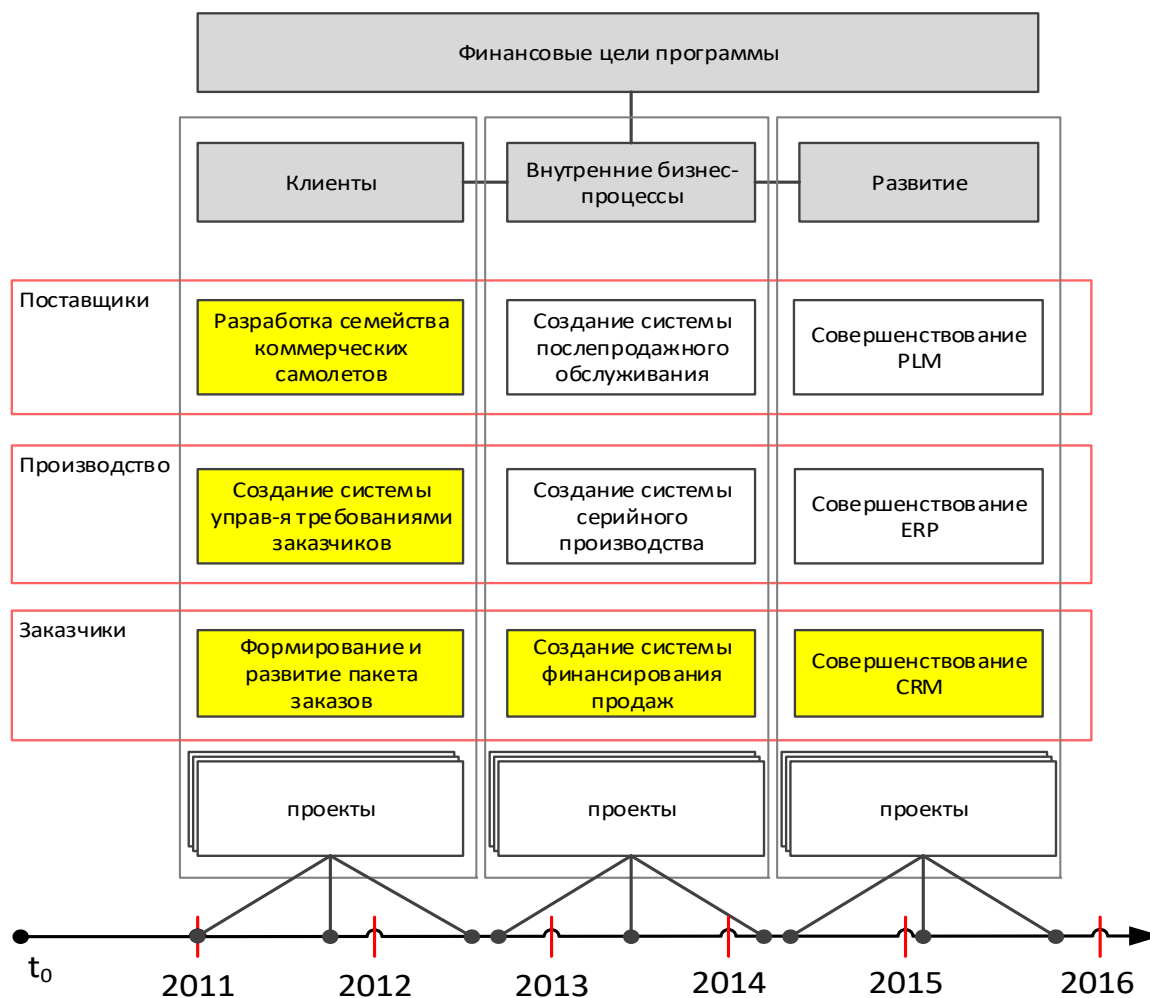 Финансовые цели программы
Клиенты
Внутренние бизнес-
процессы
Развитие
Поставщики
Разработка семейства
коммерческих
самолетов
Создание системы
послепродажного
обслуживания
Совершенствование
PLM
Производство
Создание системы
управ-я требованиями
заказчиков
Создание системы
серийного
производства
Совершенствование
ERP
Заказчики
Формирование и
развитие пакета
заказов
Создание системы
финансирования
продаж
Совершенствование
CRM
проекты
проекты
проекты
t0
2011
2012
2013
2014
2015
2016